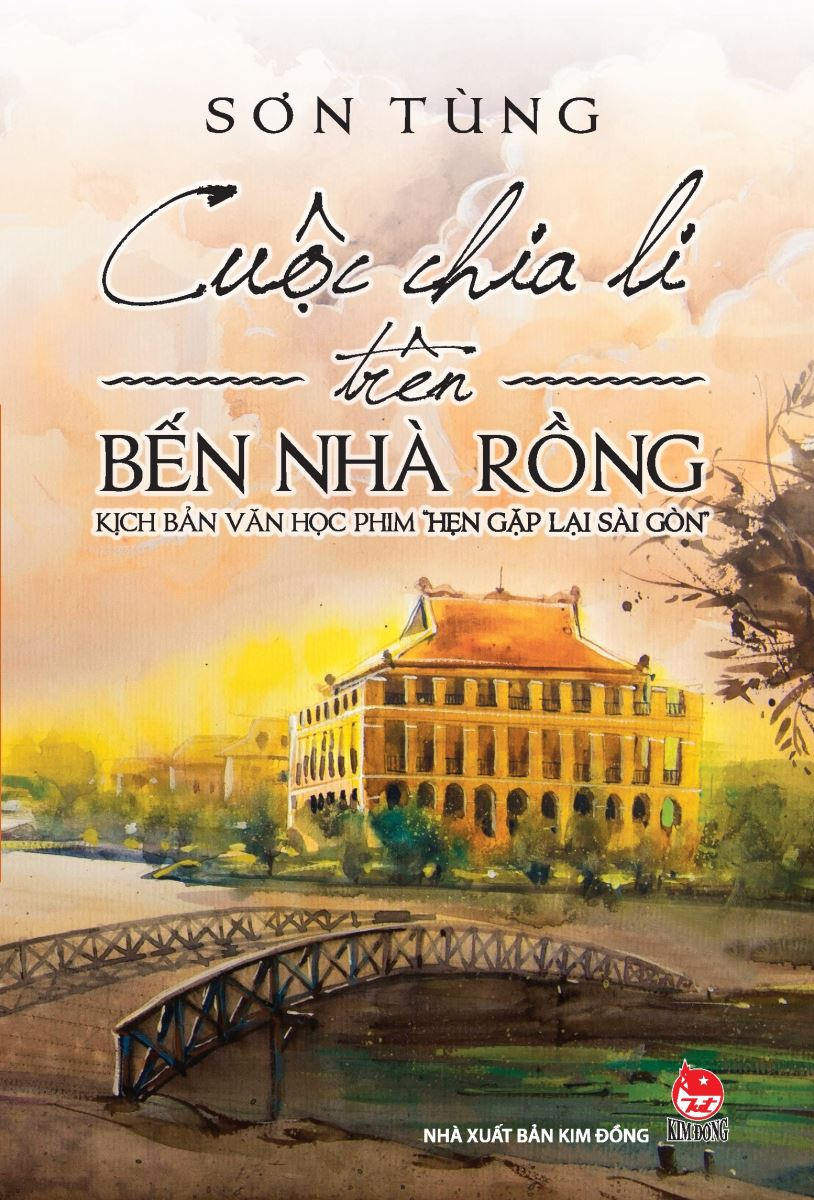 SƠN TÙNG
Cuộc chia li
trên
BẾN NHÀ RỒNG
KỊCH BẢN VĂN HỌC PHIM "HẸN GẶP LẠI SÀI GÒN"
NHÀ XUẤT BẢN KIM ĐỒNG
KIM ĐỒNG